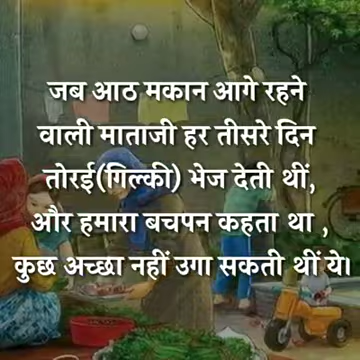 जब आठ मकान आगे रहने
वाली माताजी हर तीसरे दिन
तोरई(गिल्की) भेज देती थीं,
और हमारा बचपन कहता था ,
कुछ अच्छा नहीं उगा सकती थीं ये।